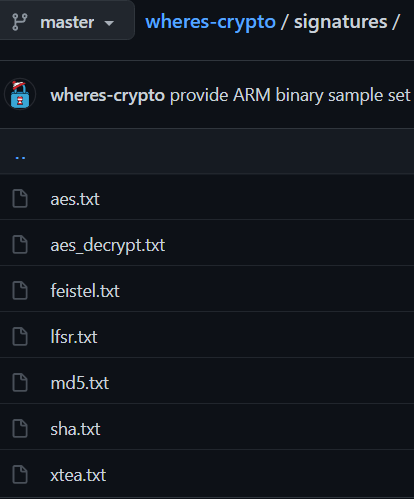 master wheres-crypto / signatures /
wheres-crypto provide ARM binary sample set
..
aes.txt
aes_decrypt.txt
feistel.txt
lfsr.txt
md5.txt
sha.txt
xtea.txt